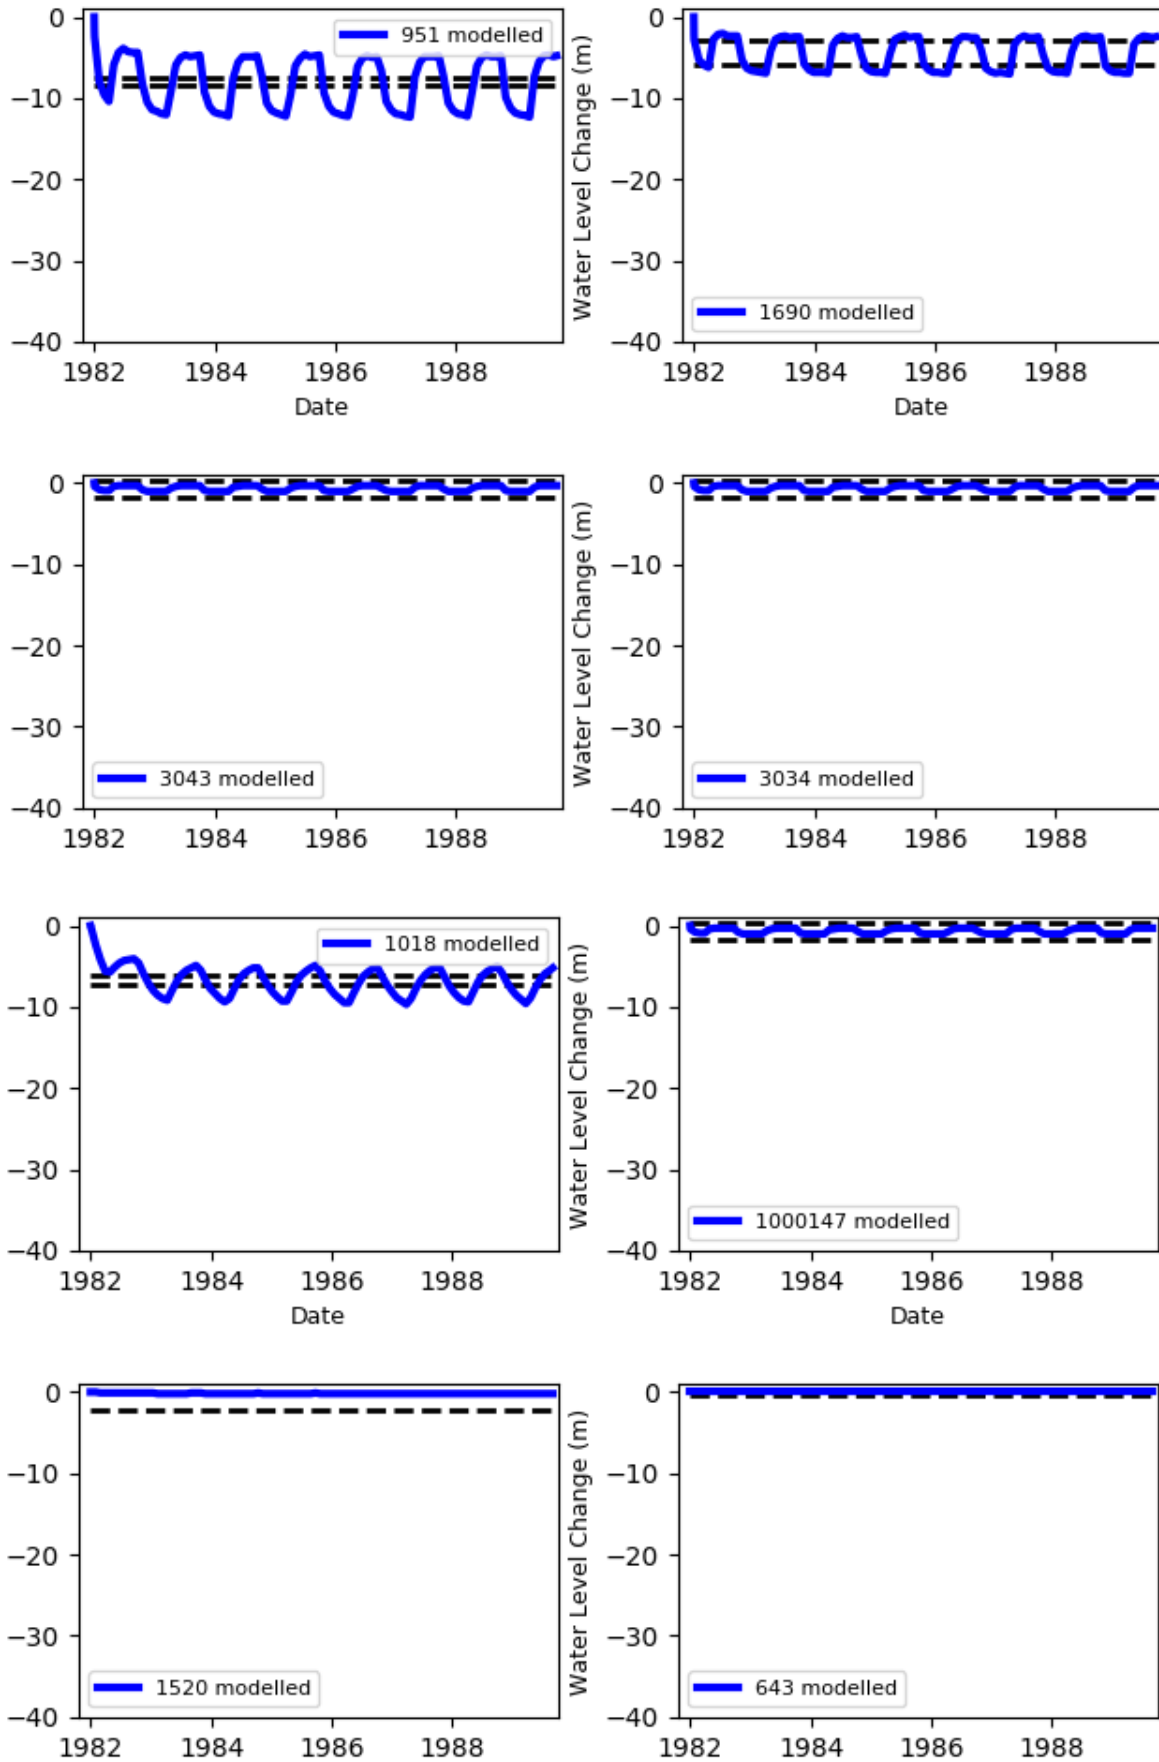 0
−10
−20
−30
−40
1982 1984 1986 1988
Date
951 modelled
Water Level Change (m)
0
−10
−20
−30
−40
1982 1984 1986 1988
Date
1690 modelled
0
−10
−20
−30
−40
1982 1984 1986 1988
3043 modelled
Water Level Change (m)
0
−10
−20
−30
−40
1982 1984 1986 1988
3034 modelled
0
−10
−20
−30
−40
1982 1984 1986 1988
Date
1018 modelled
Water Level Change (m)
0
−10
−20
−30
−40
1982 1984 1986 1988
Date
1000147 modelled
0
−10
−20
−30
−40
1982 1984 1986 1988
1520 modelled
Water Level Change (m)
0
−10
−20
−30
−40
1982 1984 1986 1988
643 modelled